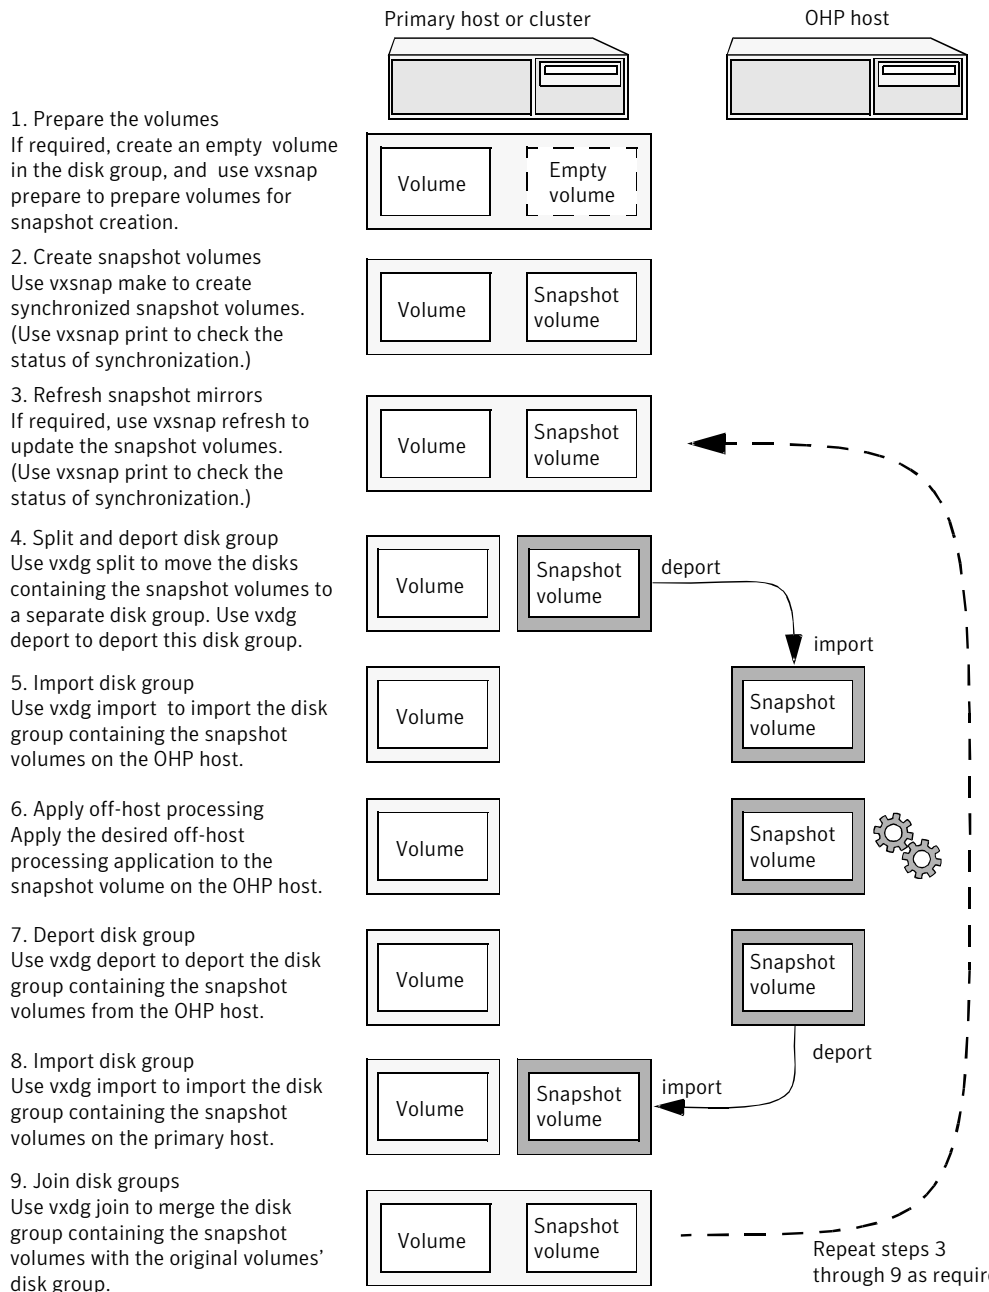 Primary host or cluster
OHP host
1. Prepare the volumes
If required, create an empty volume
in the disk group, and use vxsnap
prepare to prepare volumes for
snapshot creation.
Volume
Empty
volume
2. Create snapshot volumes
Use vxsnap make to create
synchronized snapshot volumes.
(Use vxsnap print to check the
status of synchronization.)
Volume
Snapshot
volume
3. Refresh snapshot mirrors
If required, use vxsnap refresh to
update the snapshot volumes.
(Use vxsnap print to check the
status of synchronization.)
Volume
Snapshot
volume
4. Split and deport disk group
Use vxdg split to move the disks
containing the snapshot volumes to
a separate disk group. Use vxdg
deport to deport this disk group.
Volume
Snapshot
volume
deport
import
5. Import disk group
Use vxdg import to import the disk
group containing the snapshot
volumes on the OHP host.
Volume
Snapshot
volume
6. Apply off-host processing
Apply the desired off-host
processing application to the
snapshot volume on the OHP host.
Volume
Snapshot
volume
7. Deport disk group
Use vxdg deport to deport the disk
group containing the snapshot
volumes from the OHP host.
Volume
Snapshot
volume
deport
import
8. Import disk group
Use vxdg import to import the disk
group containing the snapshot
volumes on the primary host.
Volume
Snapshot
volume
9. Join disk groups
Use vxdg join to merge the disk
group containing the snapshot
volumes with the original volumes’
disk group.
Volume
Snapshot
volume
Repeat steps 3
through 9 as require